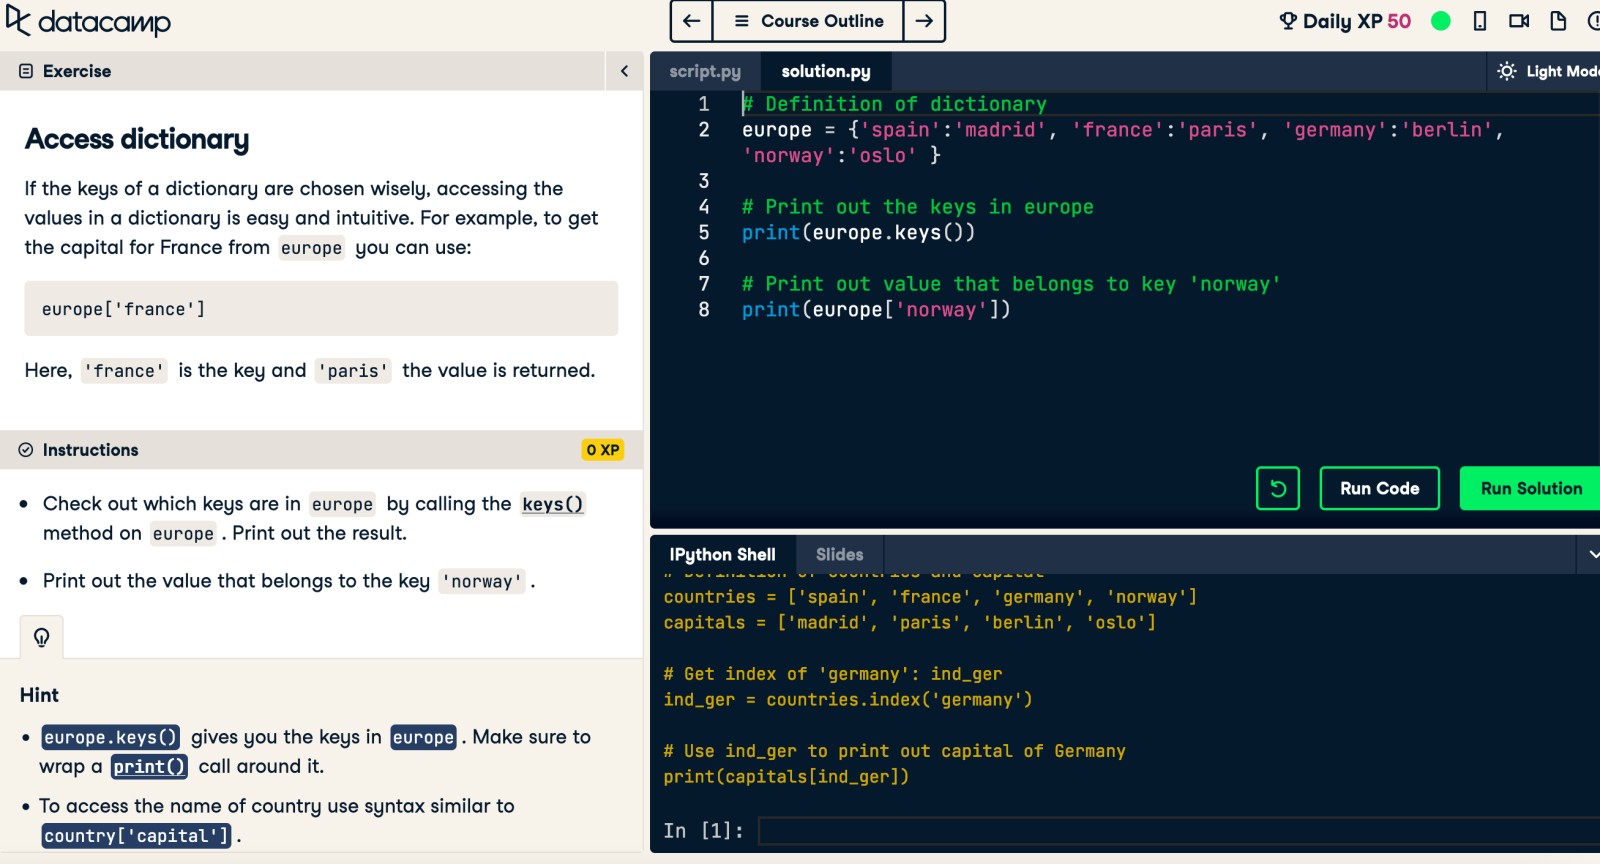 datacamp
Course Outline
Daily XP 50
Exercise
script.py
solution.py
Light Mode
Access dictionary
If the keys of a dictionary are chosen wisely, accessing the
values in a dictionary is easy and intuitive. For example, to get
the capital for France from europe you can use:
europe['france']
Here, 'france' is the key and 'paris' the value is returned.
Instructions
0 XP
• Check out which keys are in europe by calling the keys()
method on europe. Print out the result.
• Print out the value that belongs to the key 'norway'.
Hint
• europe.keys() gives you the keys in europe. Make sure to
wrap a print() call around it.
• To access the name of country use syntax similar to
country['capital'].
1 # Definition of dictionary
2 europe = {'spain':'madrid', 'france':'paris', 'germany':'berlin',
'norway':'oslo' }
3
4 # Print out the keys in europe
5 print(europe.keys())
6
7 # Print out value that belongs to key 'norway'
8 print(europe['norway'])
Run Code
Run Solution
IPython Shell
Slides
# Definition of countries and capital
countries = ['spain', 'france', 'germany', 'norway']
capitals = ['madrid', 'paris', 'berlin', 'oslo']
# Get index of 'germany': ind_ger
ind_ger = countries.index('germany')
# Use ind_ger to print out capital of Germany
print(capitals[ind_ger])
In [1]: